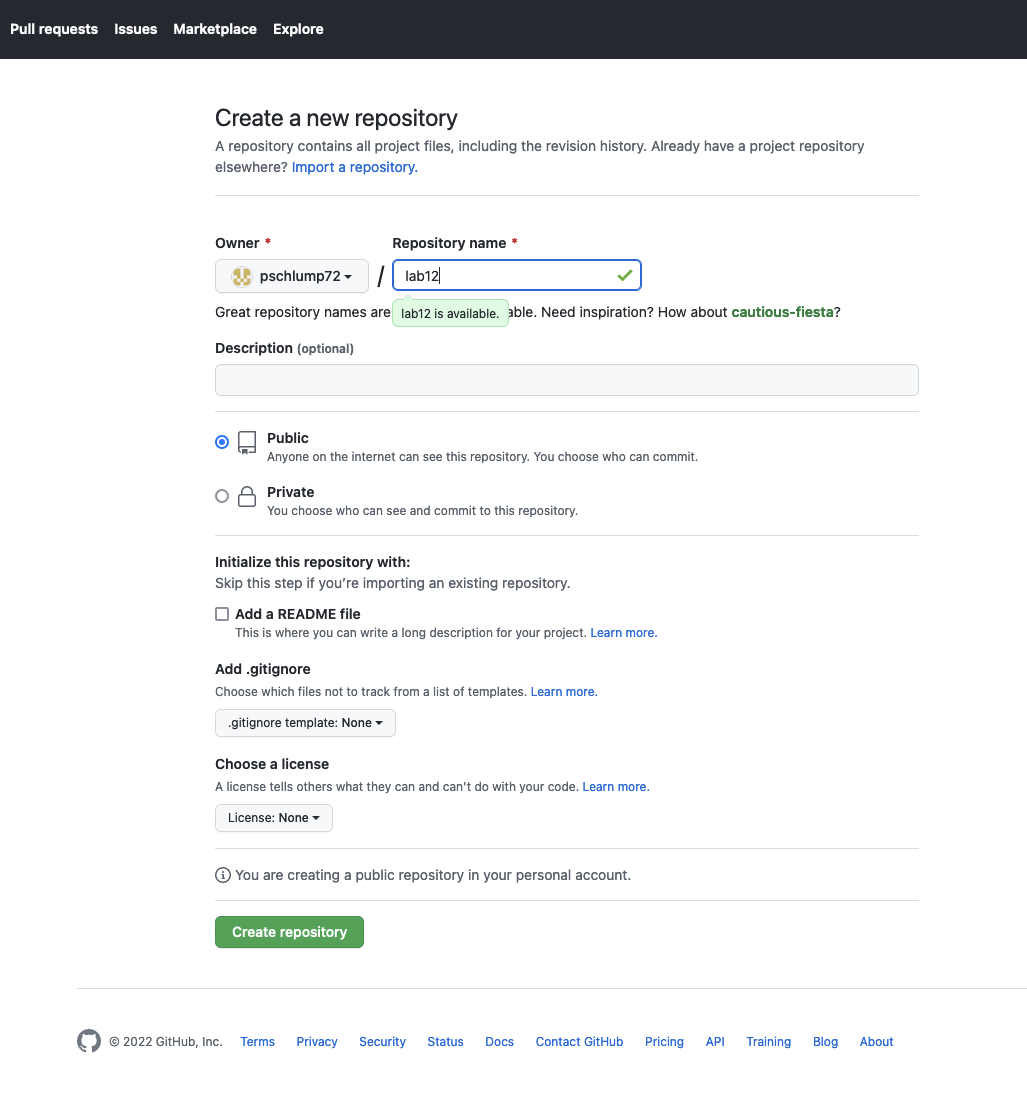 Pull requests Issues Marketplace Explore
Create a new repository
A repository contains all project files, including the revision history. Already have a project repository
elsewhere? Import a repository.
Owner * Repository name *
pschlump72 / lab12
Great repository names are lab12 is available. able. Need inspiration? How about cautious-fiesta?
Description (optional)
Public
Anyone on the internet can see this repository. You choose who can commit.
Private
You choose who can see and commit to this repository.
Initialize this repository with:
Skip this step if you’re importing an existing repository.
Add a README file
This is where you can write a long description for your project. Learn more.
Add .gitignore
Choose which files not to track from a list of templates. Learn more.
.gitignore template: None
Choose a license
A license tells others what they can and can't do with your code. Learn more.
License: None
You are creating a public repository in your personal account.
Create repository
© 2022 GitHub, Inc. Terms Privacy Security Status Docs Contact GitHub Pricing API Training Blog About